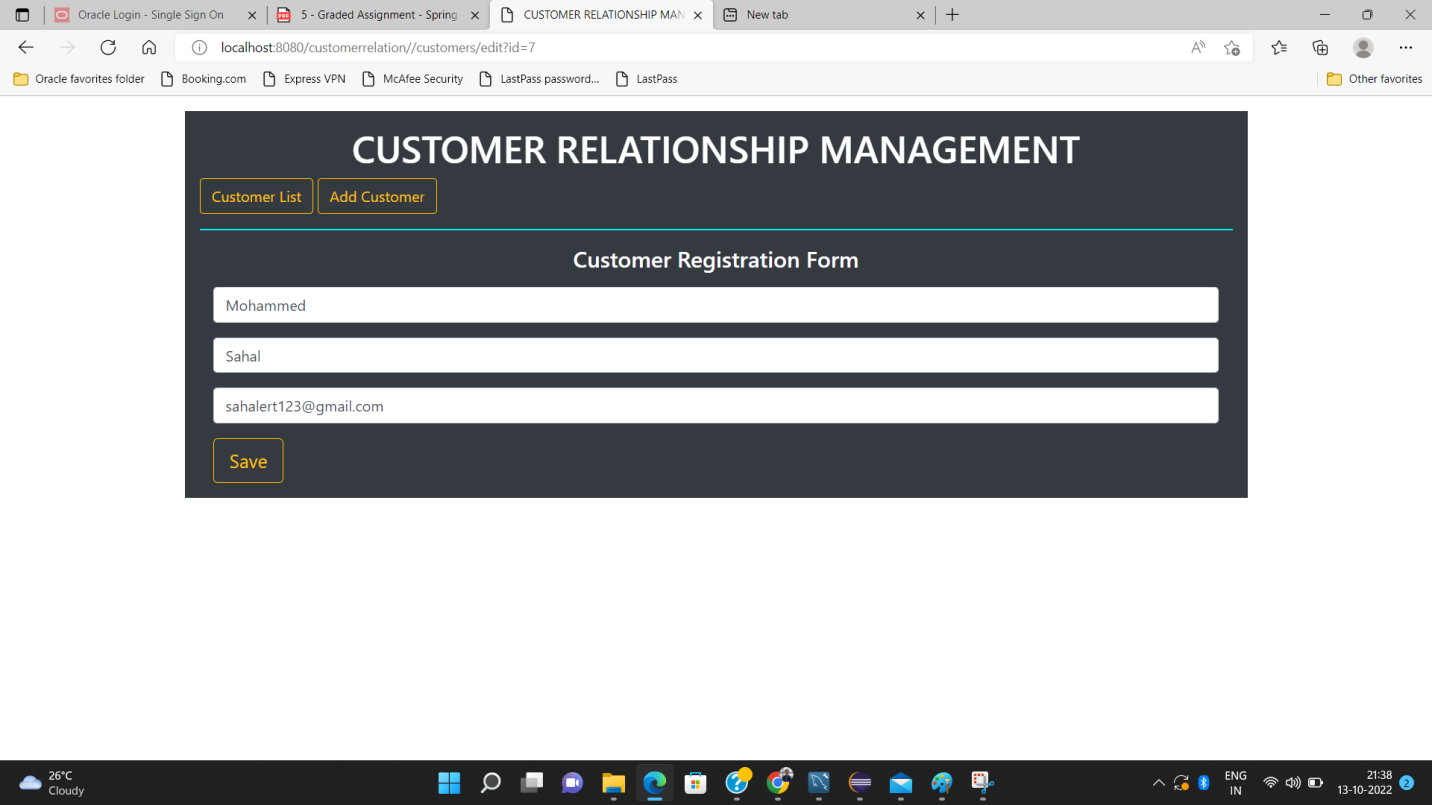 Oracle Login - Single Sign On
5 - Graded Assignment - Spring
CUSTOMER RELATIONSHIP MAN
New tab
localhost:8080/customerrelation//customers/edit?id=7
Oracle favorites folder
Booking.com
Express VPN
McAfee Security
LastPass password...
LastPass
Other favorites
CUSTOMER RELATIONSHIP MANAGEMENT
Customer List
Add Customer
Customer Registration Form
Mohammed
Sahal
sahalert123@gmail.com
Save
26°C
Cloudy
ENG
IN
21:38
13-10-2022
2